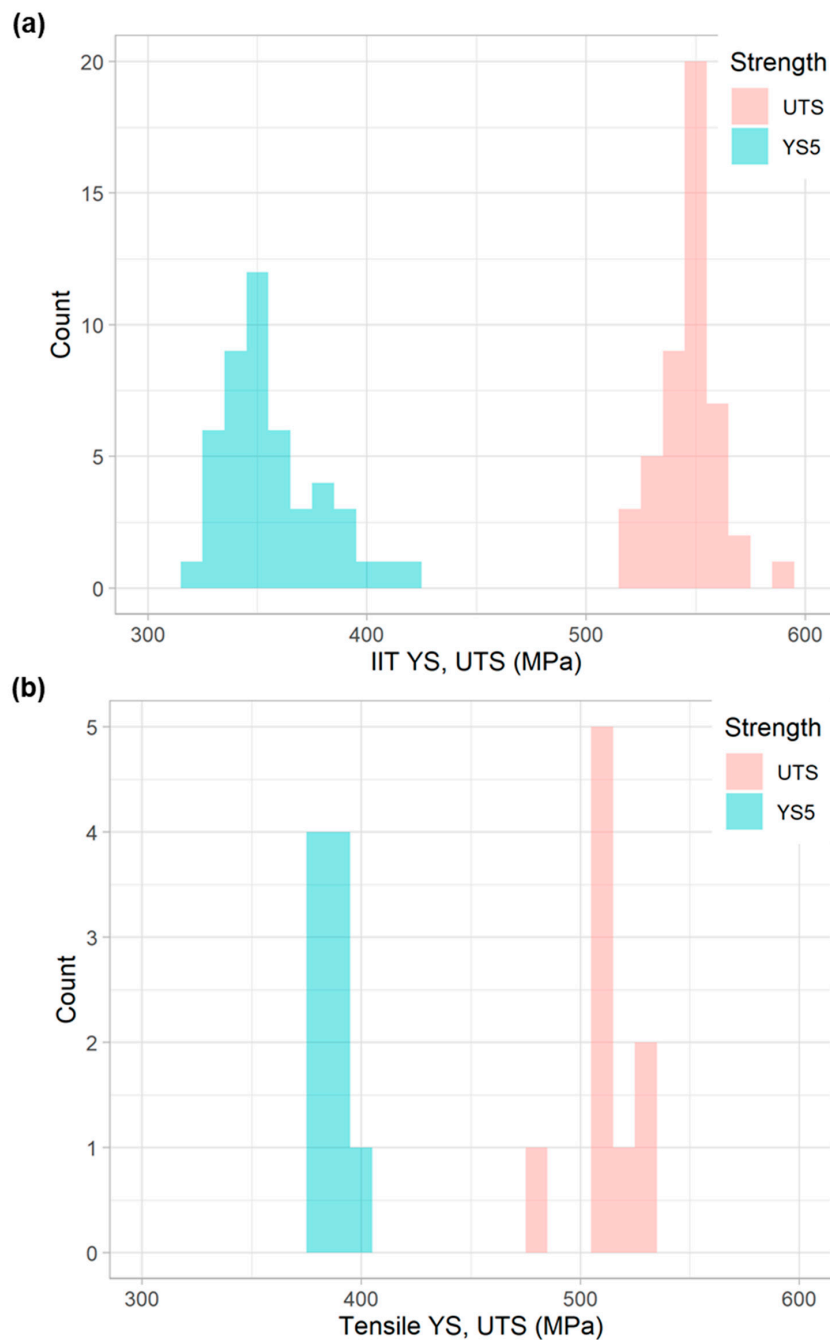 (a)
Strength
UTS
YS5
Count
20
15
10
5
0
300
400
500
600
IIT YS, UTS (MPa)
(b)
Strength
UTS
YS5
Count
5
4
3
2
1
0
300
400
500
600
Tensile YS, UTS (MPa)